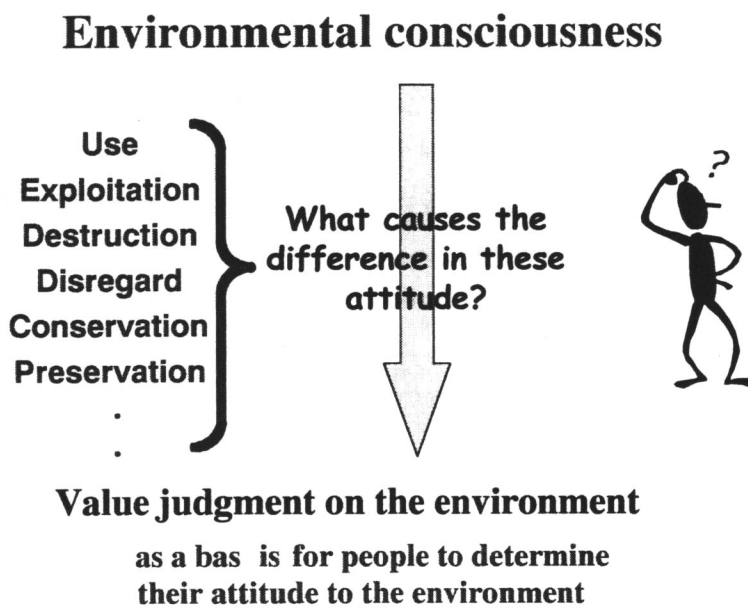 Environmental consciousness
Use
Exploitation
Destruction
Disregard
Conservation
Preservation
.
.
What causes the
difference in these
attitude?
?
Value judgment on the environment
as a bas is for people to determine
their attitude to the environment